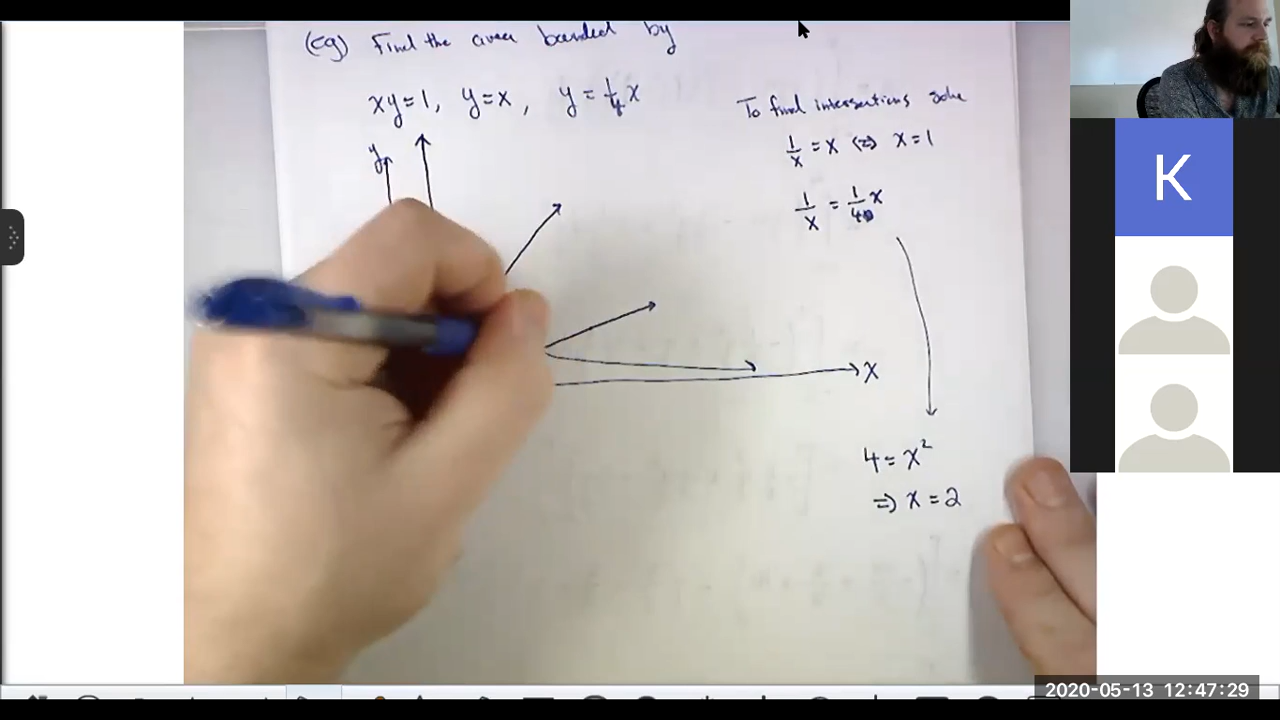 (eg) Find the area bounded by
xy=1, y=x, y=1/4x
To find intersections solve
1/x = x ⇔ x=1
1/x = 1/4 x
y
x
4=x²
⇒ x=2
K
2020-05-13 12:47:29